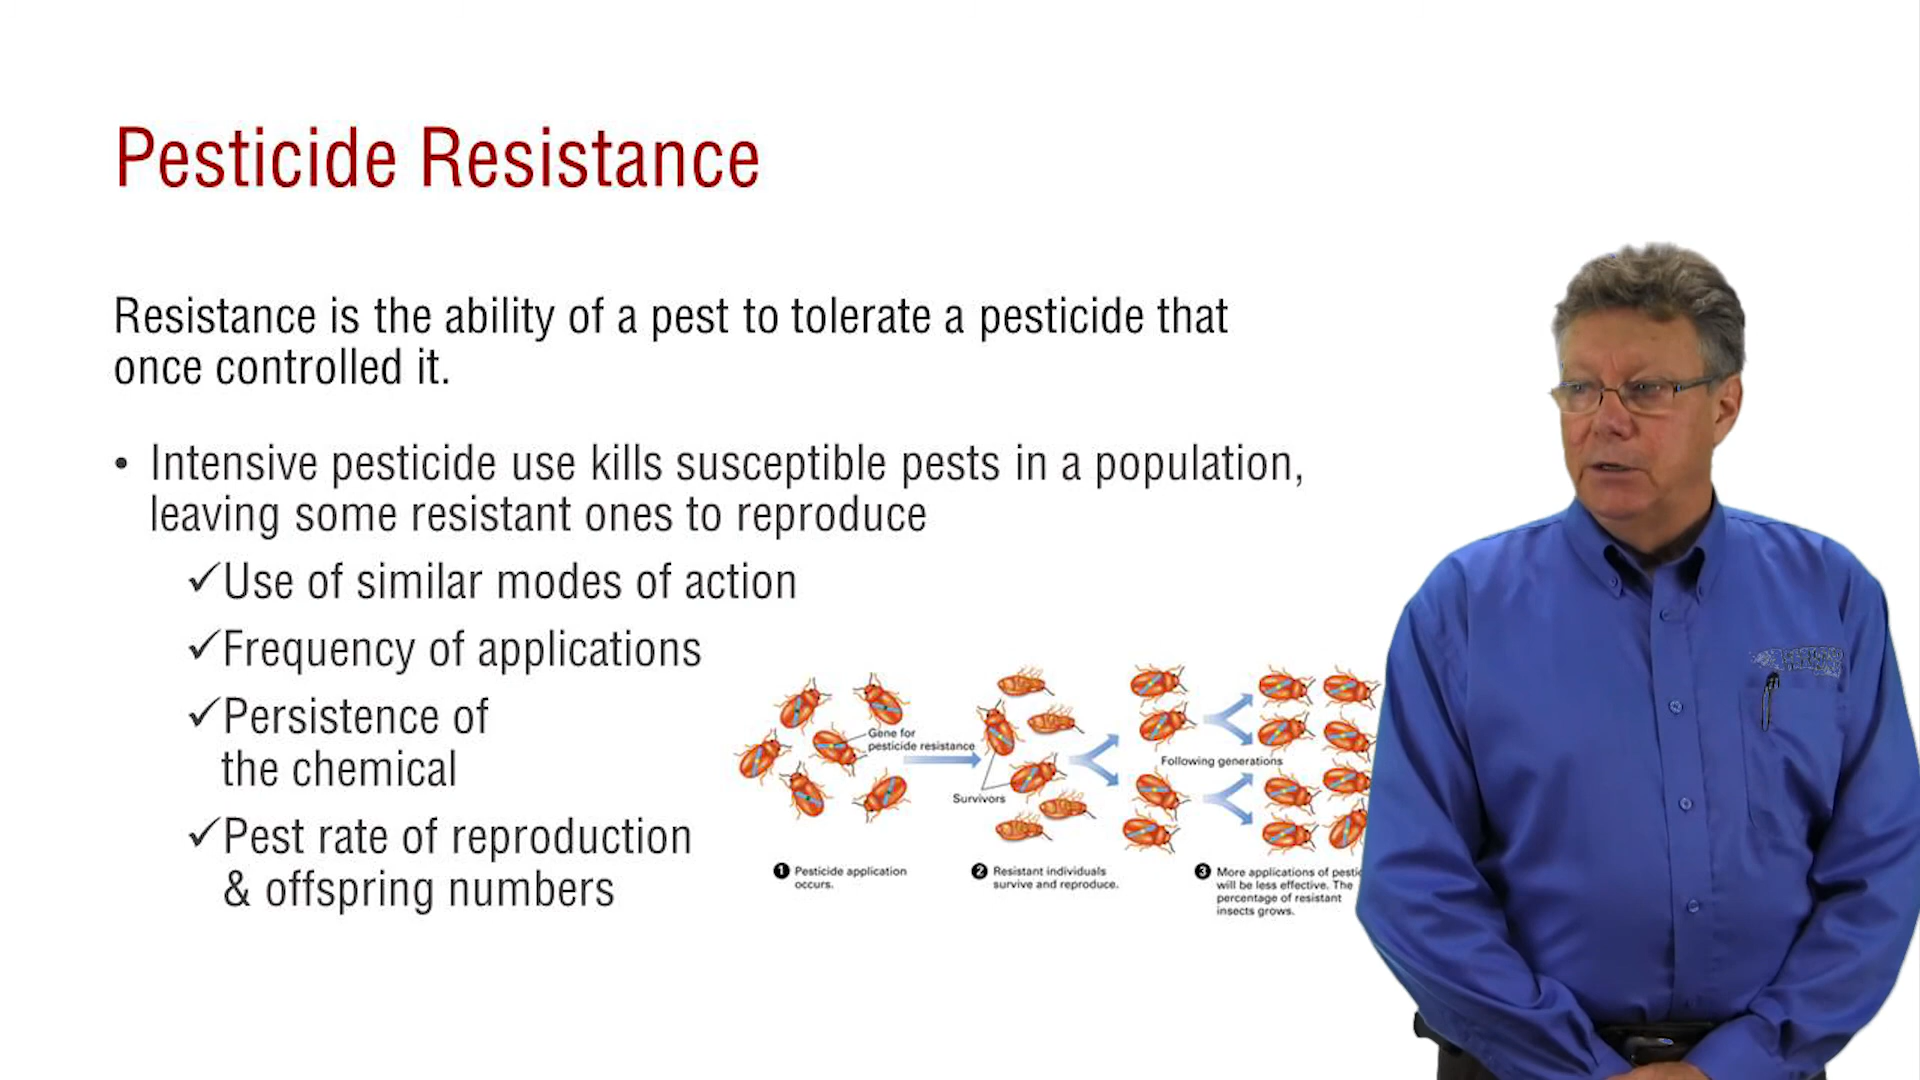 Pesticide Resistance
Resistance is the ability of a pest to tolerate a pesticide that
once controlled it.
• Intensive pesticide use kills susceptible pests in a population,
leaving some resistant ones to reproduce
✓Use of similar modes of action
✓Frequency of applications
✓Persistence of
the chemical
✓Pest rate of reproduction
& offspring numbers
Gene for
pesticide resistance
Survivors
Following generations
1 Pesticide application
occurs.
2 Resistant individuals
survive and reproduce.
3 More applications of
will be less effective. The
percentage of resistant
insects grows.